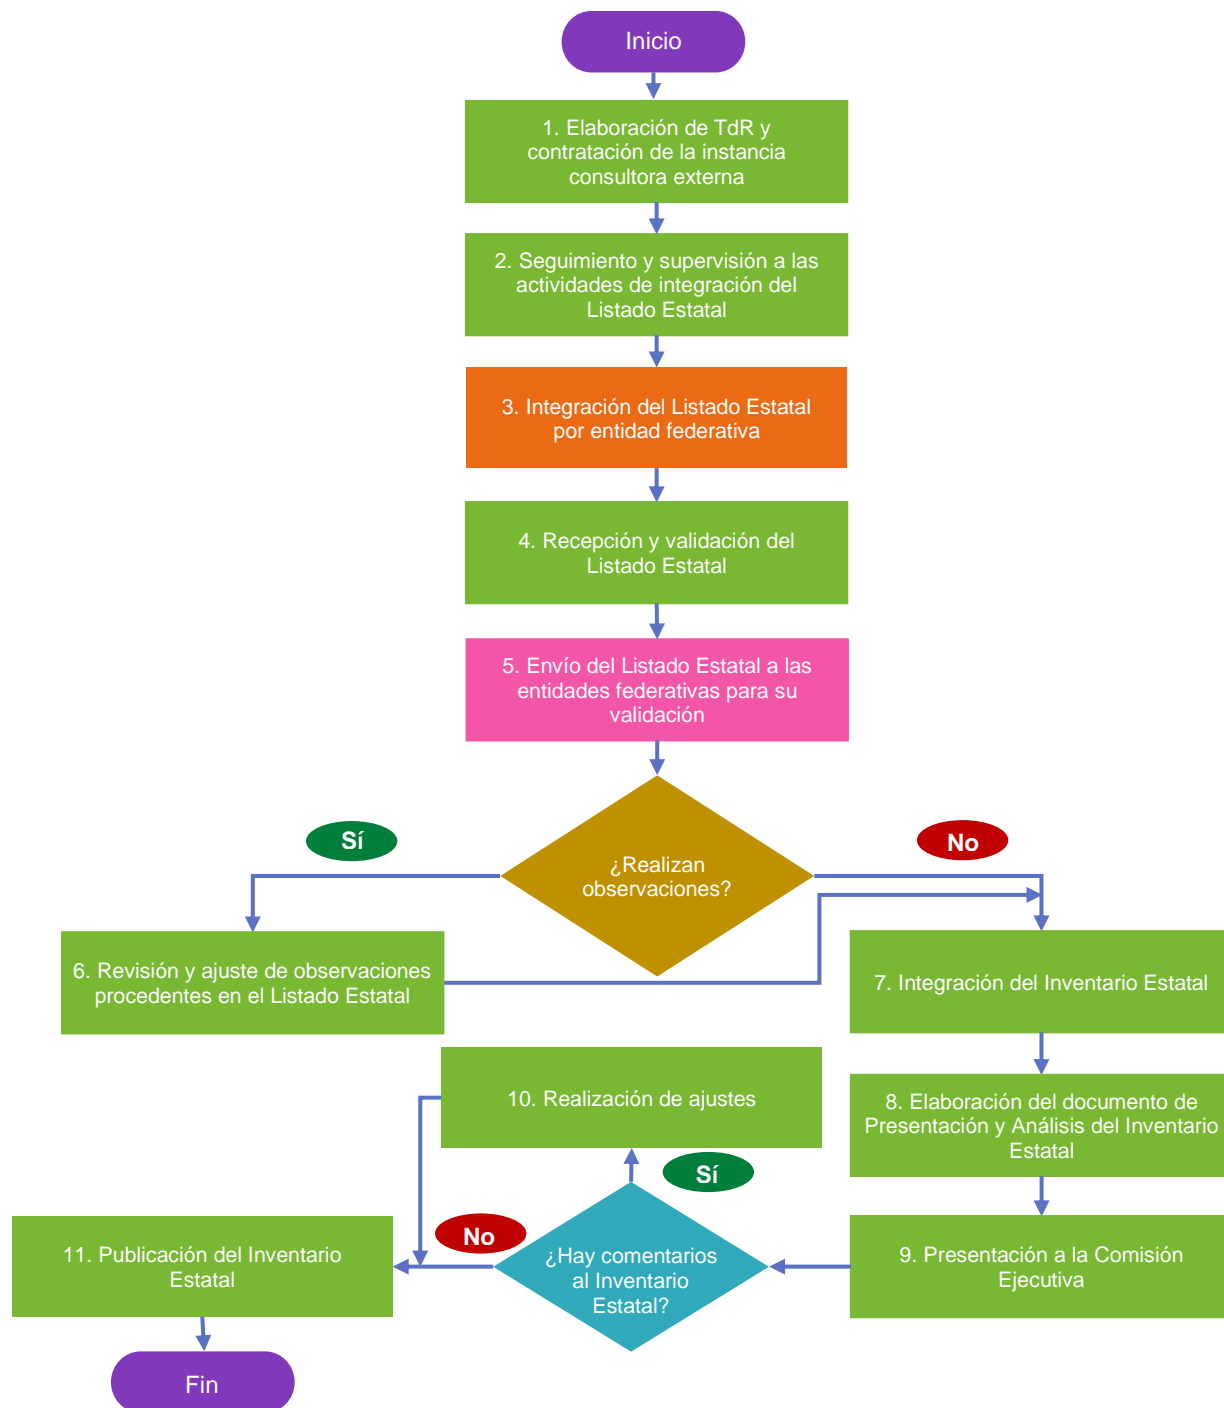 Inicio
1. Elaboración de TdR y
contratación de la instancia
consultora externa
2. Seguimiento y supervisión a las
actividades de integración del
Listado Estatal
3. Integración del Listado Estatal
por entidad federativa
4. Recepción y validación del
Listado Estatal
5. Envío del Listado Estatal a las
entidades federativas para su
validación
¿Realizan
observaciones?
Sí
No
6. Revisión y ajuste de observaciones
procedentes en el Listado Estatal
7. Integración del Inventario Estatal
8. Elaboración del documento de
Presentación y Análisis del Inventario
Estatal
9. Presentación a la Comisión
Ejecutiva
¿Hay comentarios
al Inventario
Estatal?
Sí
No
10. Realización de ajustes
11. Publicación del Inventario
Estatal
Fin